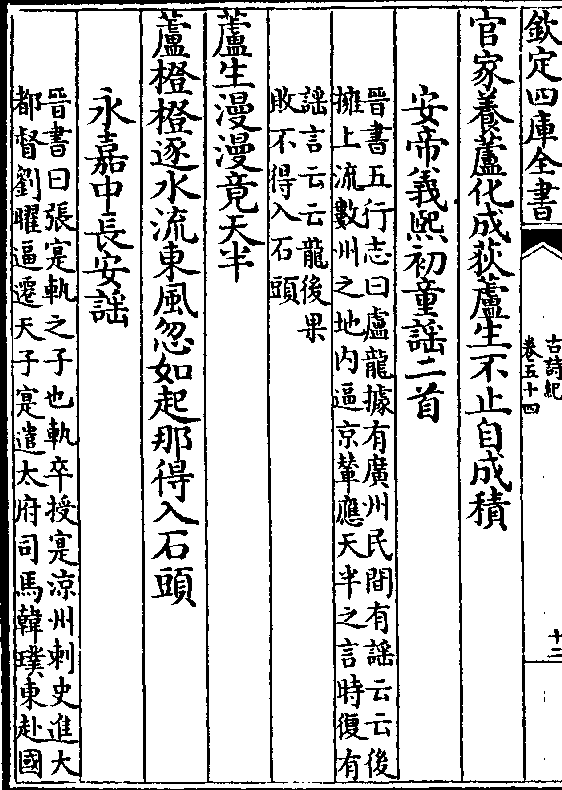 欽定四庫全書
古詩紀
卷五十四
十二
官家養蘆化成荻蘆生不止自成積
安帝義熙初童謡二首
晉書五行志曰盧龍據有廣州民間有謡云云後
擁上流數州之地内逼京輦應天半之言時復有
謡言云云龍後果
敗不得入石頭
蘆生漫漫竟天半
蘆橙橙逐水流東風忽如起那得入石頭
永嘉中長安謡
晉書曰張寔軌之子也軌卒授寔涼州刺史進大
都督劉曜逼遷天子寔遣太府司馬韓璞東赴國